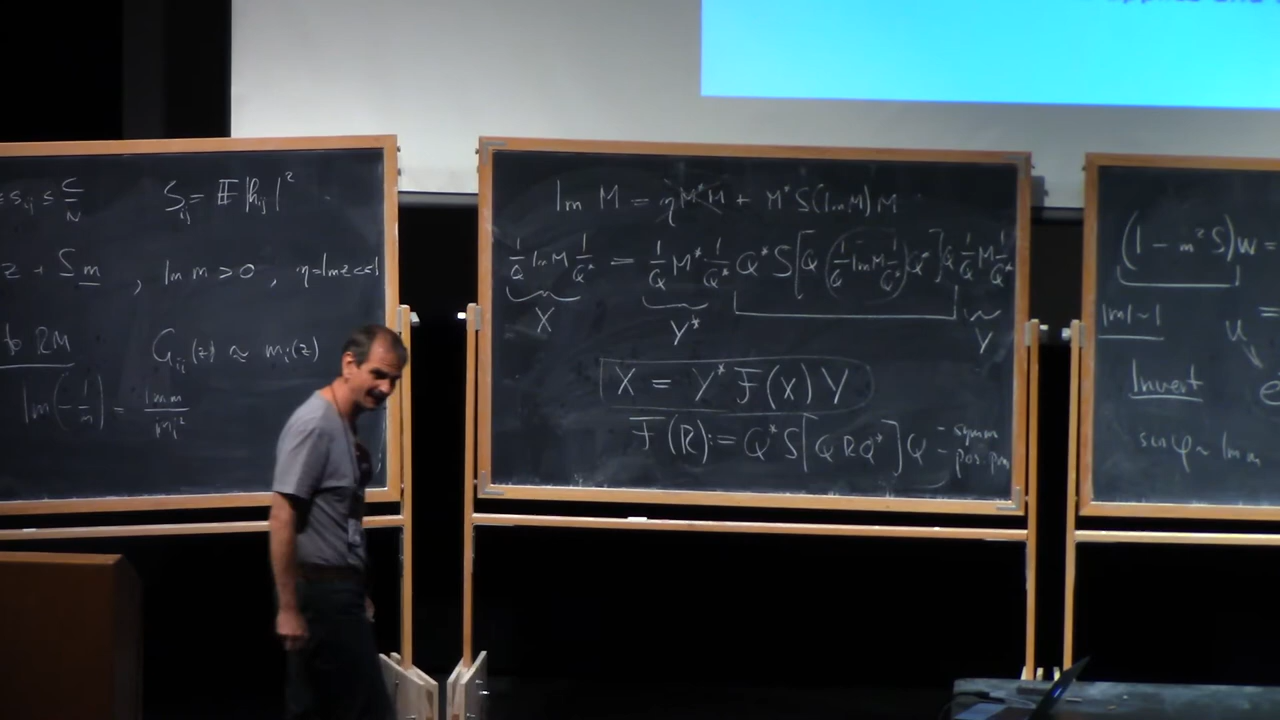 ≤ s_ij ≤ C/N   S_ij = E|h_ij|²
z + Sm , Im m > 0 , η = Im z << 1
to RM   G_ii(z) ≈ m_i(z)
Im(-1/m) = Im m / |m|²
Im M = ηM*M + M*S(Im M)M
1/Q Im M 1/Q* = 1/Q M* 1/Q* Q* S[Q (1/Q Im M 1/Q*) Q*] Q 1/Q M 1/Q*
X   Y*   Y
X = Y* F(X) Y
F(R) := Q* S[QRQ*] Q - symm
- pos. pr
(1 - m²S)w =
|m| ~ 1   =
u
Invert   e
sin φ ~ Im m